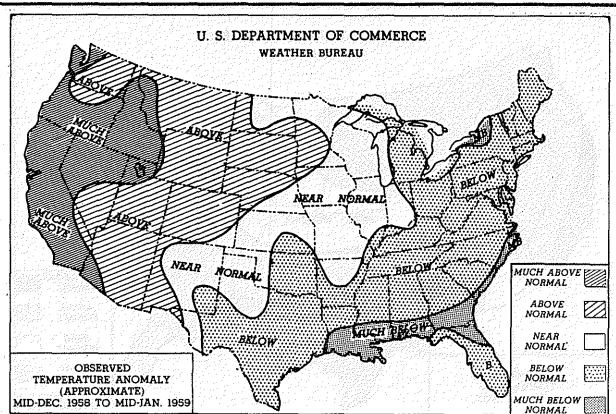 U. S. DEPARTMENT OF COMMERCE
WEATHER BUREAU
ABOVE
MUCH
ABOVE
ABOVE
BELOW
NEAR NORMAL
MUCH
ABOVE
ABOVE
NEAR NORMAL
BELOW
BELOW
MUCH BELOW
B
MUCH ABOVE
NORMAL
ABOVE
NORMAL
NEAR
NORMAL
BELOW
NORMAL
MUCH BELOW
NORMAL
OBSERVED
TEMPERATURE ANOMALY
(APPROXIMATE)
MID-DEC. 1958 TO MID-JAN. 1959